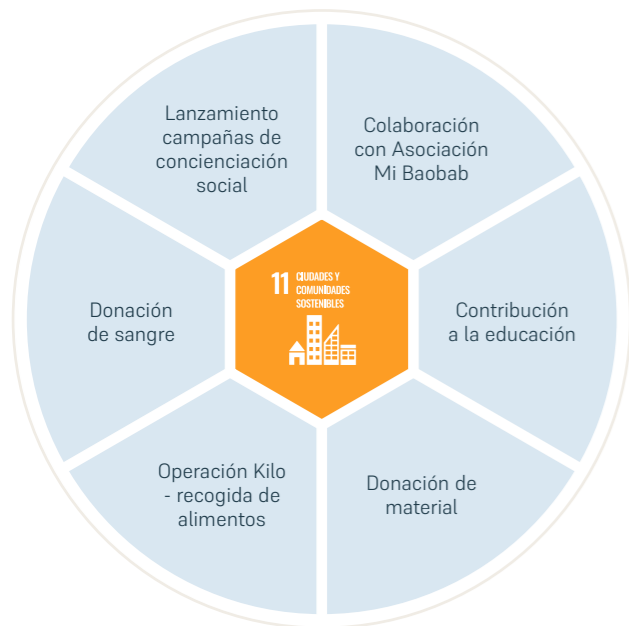 Lanzamiento
campañas de
concienciación
social
Colaboración
con Asociación
Mi Baobab
11 CIUDADES Y
COMUNIDADES
SOSTENIBLES
Donación
de sangre
Contribución
a la educación
Operación Kilo
- recogida de
alimentos
Donación de
material